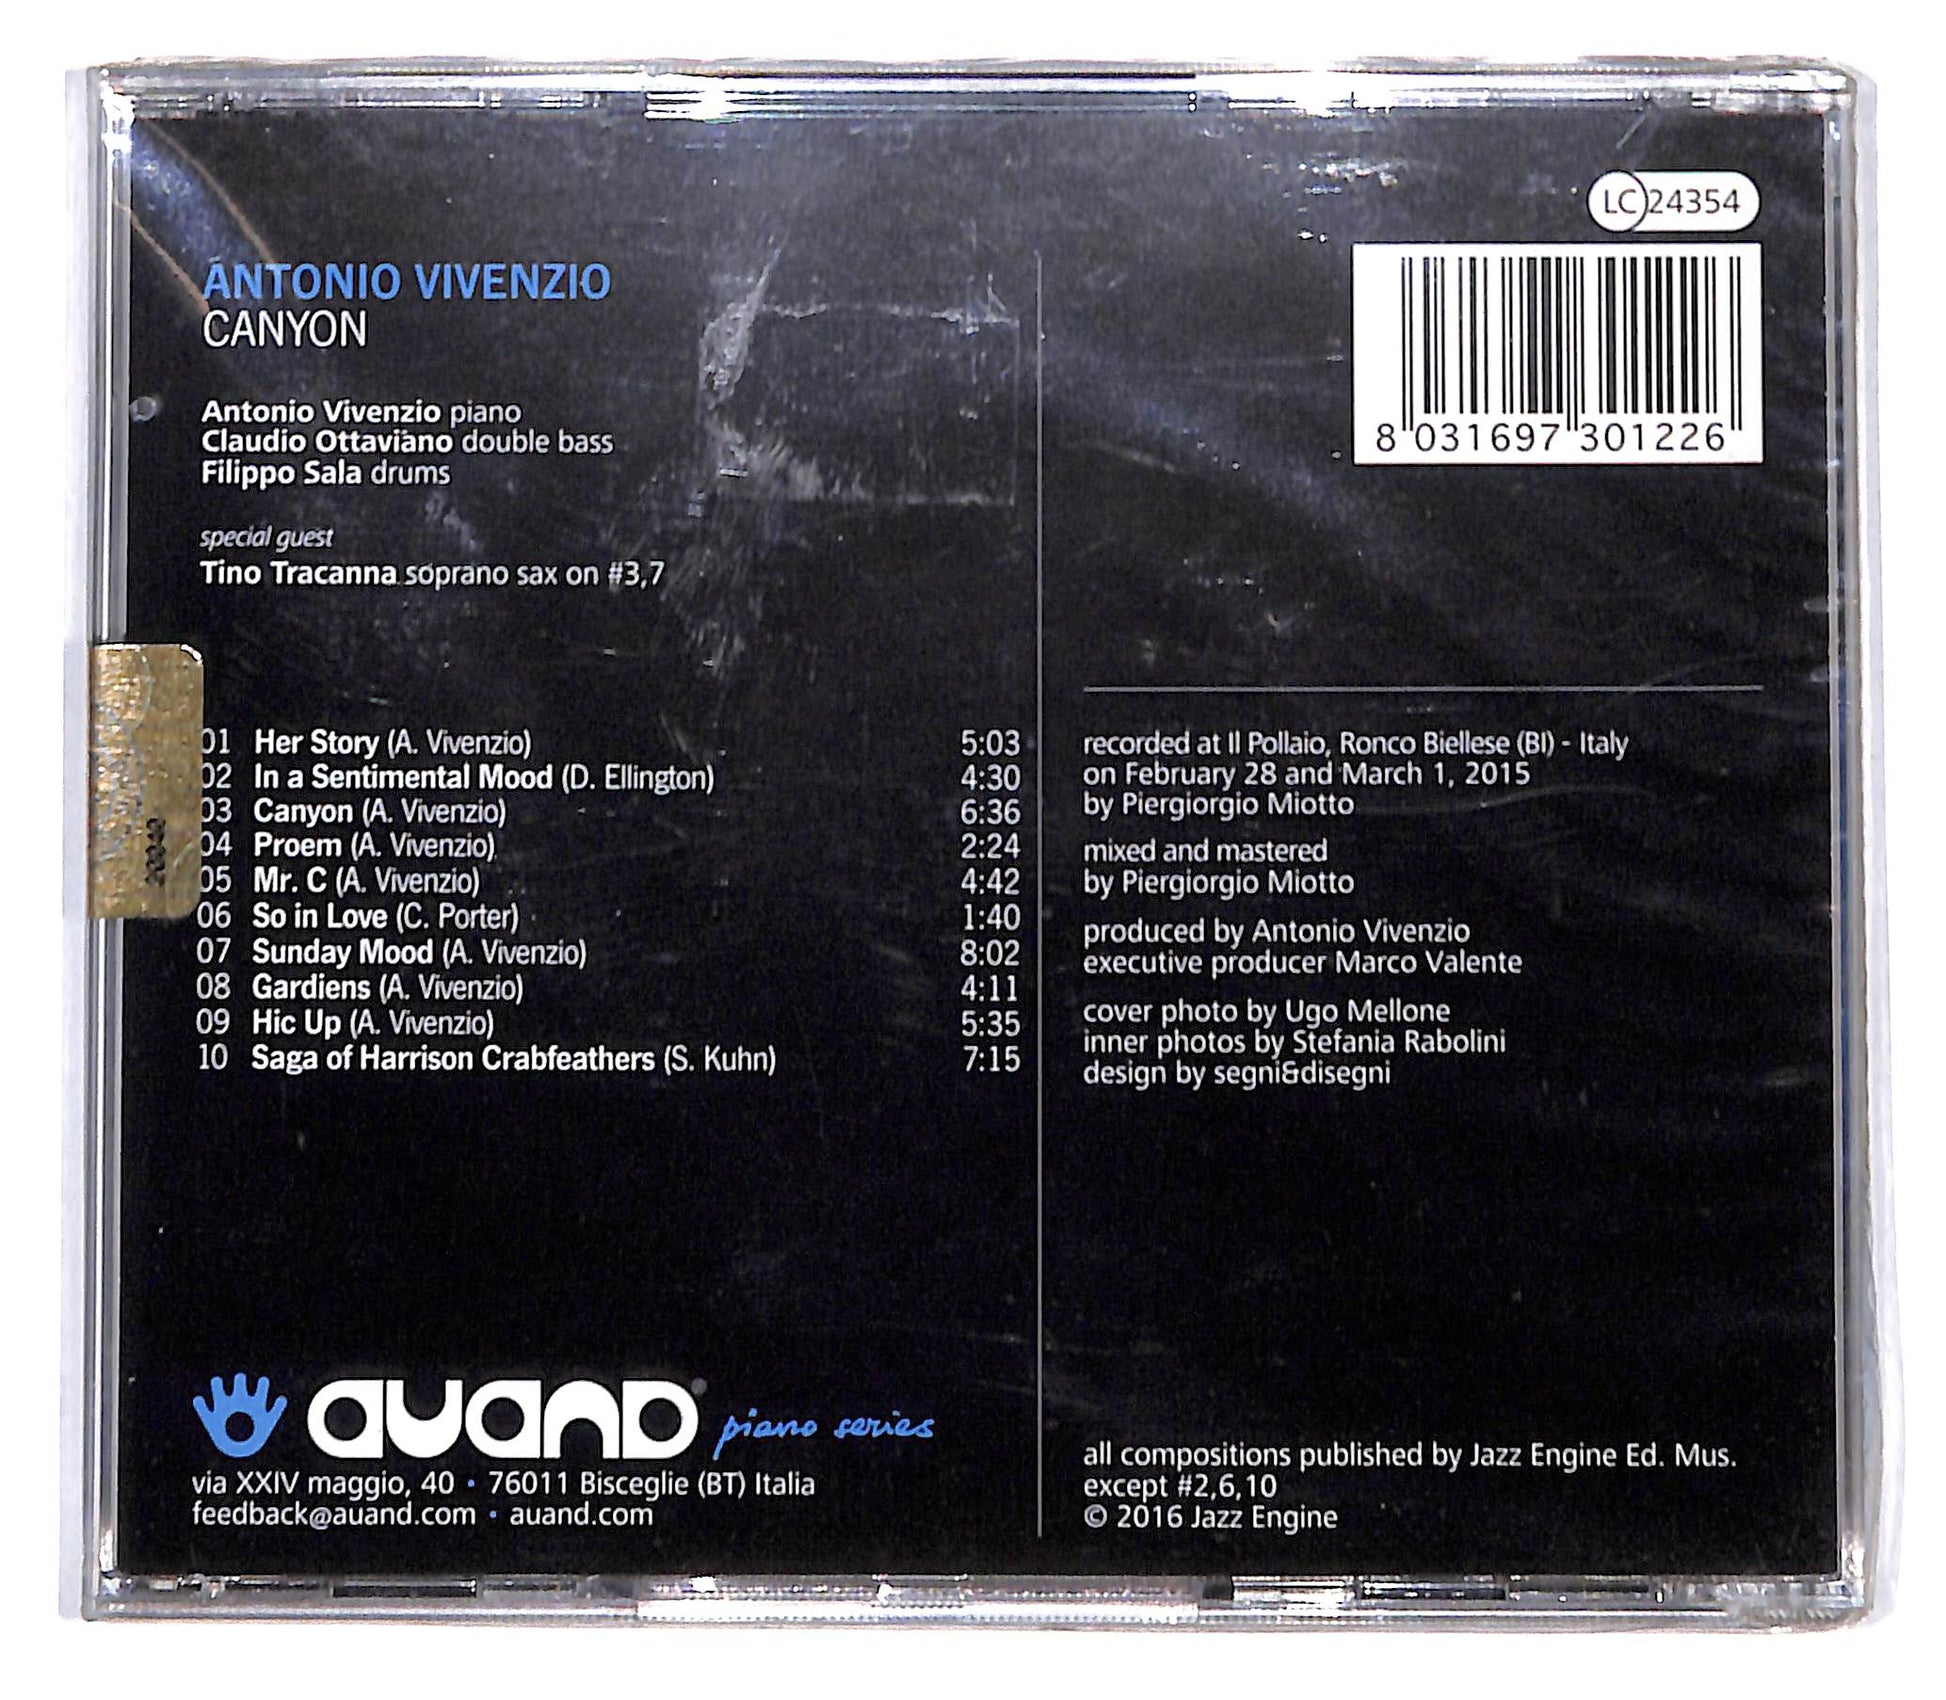 LC 24354
8 031697 301226
ANTONIO VIVENZIO
CANYON
Antonio Vivenzio piano
Claudio Ottaviano double bass
Filippo Sala drums
special guest
Tino Tracanna soprano sax on #3,7
01 Her Story (A. Vivenzio) 5:03
02 In a Sentimental Mood (D. Ellington) 4:30
03 Canyon (A. Vivenzio) 6:36
04 Proem (A. Vivenzio) 2:24
05 Mr. C (A. Vivenzio) 4:42
06 So in Love (C. Porter) 1:40
07 Sunday Mood (A. Vivenzio) 8:02
08 Gardiens (A. Vivenzio) 4:11
09 Hic Up (A. Vivenzio) 5:35
10 Saga of Harrison Crabfeathers (S. Kuhn) 7:15
recorded at Il Pollaio, Ronco Biellese (BI) - Italy
on February 28 and March 1, 2015
by Piergiorgio Miotto
mixed and mastered
by Piergiorgio Miotto
produced by Antonio Vivenzio
executive producer Marco Valente
cover photo by Ugo Mellone
inner photos by Stefania Rabolini
design by segni&disegni
auand piano series
via XXIV maggio, 40 • 76011 Bisceglie (BT) Italia
feedback@auand.com • auand.com
all compositions published by Jazz Engine Ed. Mus.
except #2,6,10
© 2016 Jazz Engine